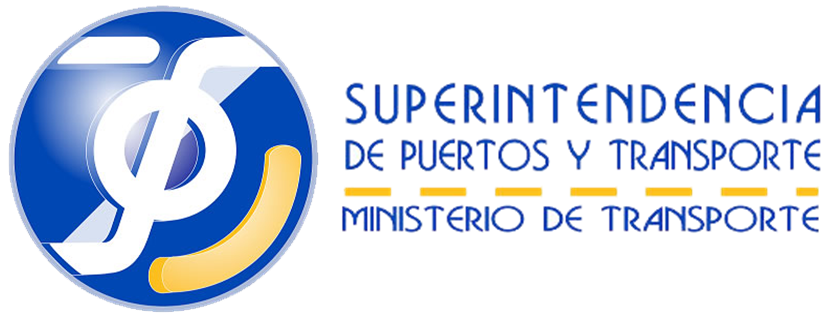 SUPERINTENDENCIA
DE PUERTOS Y TRANSPORTE
MINISTERIO DE TRANSPORTE